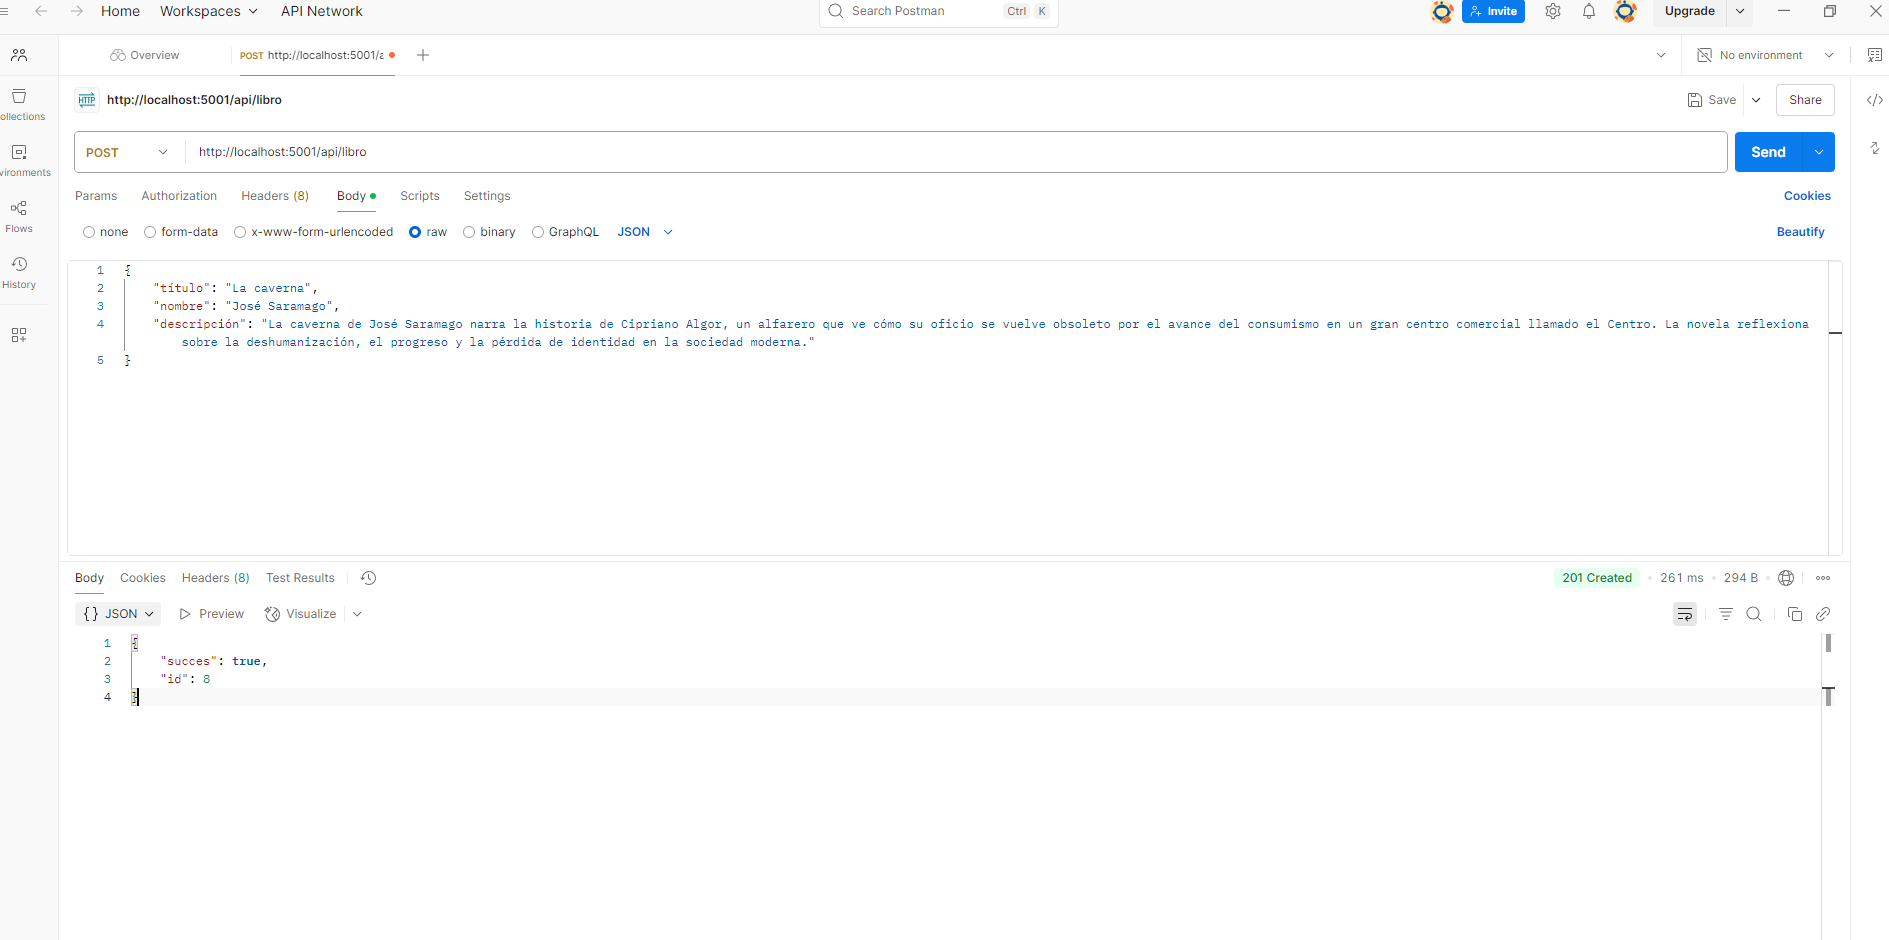 Home Workspaces API Network Search Postman Ctrl K Invite Upgrade
Overview POST http://localhost:5001/a No environment
http://localhost:5001/api/libro Save Share
ollections
POST http://localhost:5001/api/libro Send
vironments
Params Authorization Headers (8) Body Scripts Settings Cookies
Flows
none form-data x-www-form-urlencoded raw binary GraphQL JSON Beautify
History
1 {
2 "título": "La caverna",
3 "nombre": "José Saramago",
4 "descripción": "La caverna de José Saramago narra la historia de Cipriano Algor, un alfarero que ve cómo su oficio se vuelve obsoleto por el avance del consumismo en un gran centro comercial llamado el Centro. La novela reflexiona
sobre la deshumanización, el progreso y la pérdida de identidad en la sociedad moderna."
5 }
Body Cookies Headers (8) Test Results 201 Created 261 ms 294 B
{} JSON Preview Visualize
1 {
2 "succes": true,
3 "id": 8
4 }